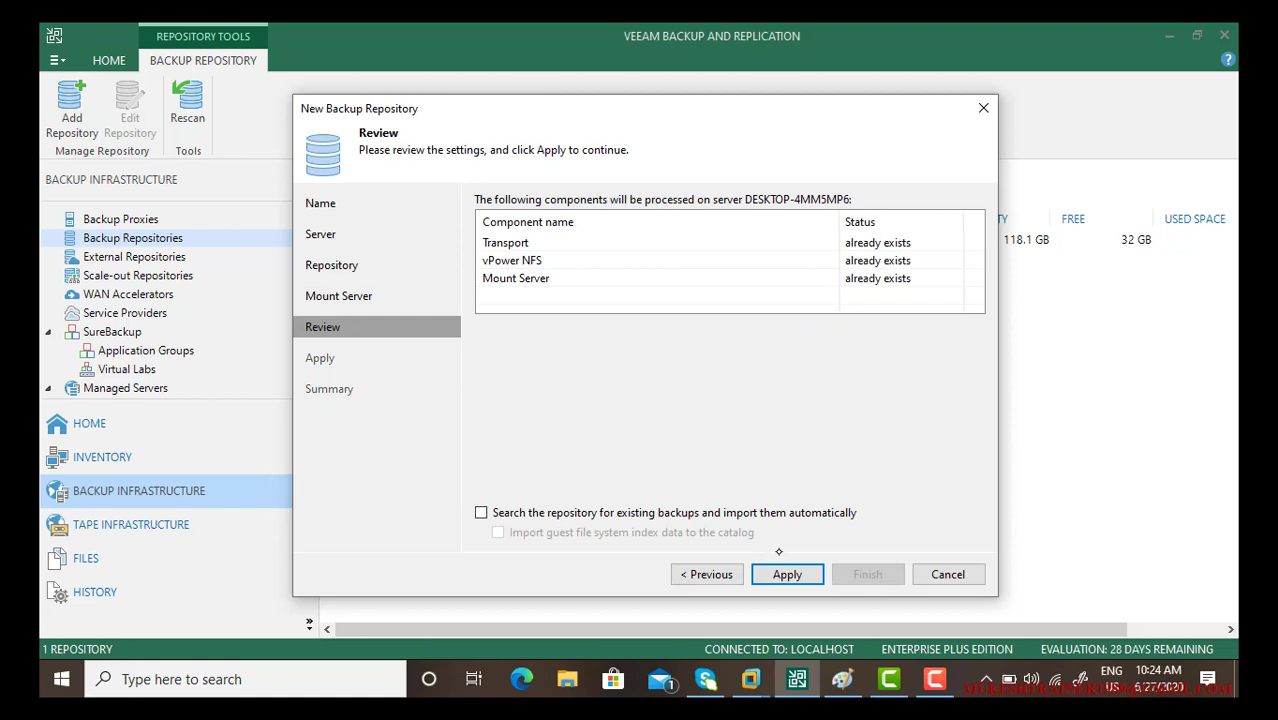 REPOSITORY TOOLS
VEEAM BACKUP AND REPLICATION
HOME
BACKUP REPOSITORY
Add Repository
Edit Repository
Rescan
Manage Repository
Tools
BACKUP INFRASTRUCTURE
Backup Proxies
Backup Repositories
External Repositories
Scale-out Repositories
WAN Accelerators
Service Providers
SureBackup
Application Groups
Virtual Labs
Managed Servers
HOME
INVENTORY
BACKUP INFRASTRUCTURE
TAPE INFRASTRUCTURE
FILES
HISTORY
New Backup Repository
Review
Please review the settings, and click Apply to continue.
Name
Server
Repository
Mount Server
Review
Apply
Summary
The following components will be processed on server DESKTOP-4MM5MP6:
Component name Status
Transport already exists
vPower NFS already exists
Mount Server already exists
Search the repository for existing backups and import them automatically
Import guest file system index data to the catalog
< Previous Apply Finish Cancel
TY FREE USED SPACE
118.1 GB 32 GB
1 REPOSITORY
CONNECTED TO: LOCALHOST ENTERPRISE PLUS EDITION EVALUATION: 28 DAYS REMAINING
Type here to search
1
ENG
US
10:24 AM
6/27/2020